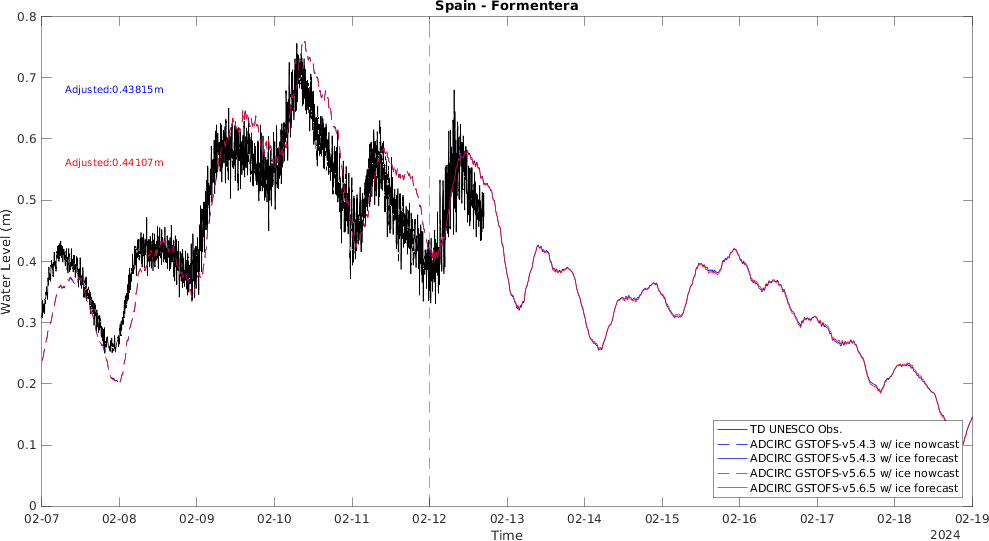 Spain - Formentera
0.8
0.7
0.6
0.5
0.4
0.3
0.2
0.1
0
Water Level (m)
Adjusted:0.43815m
Adjusted:0.44107m
TD UNESCO Obs.
ADCIRC GSTOFS-v5.4.3 w/ ice nowcast
ADCIRC GSTOFS-v5.4.3 w/ ice forecast
ADCIRC GSTOFS-v5.6.5 w/ ice nowcast
ADCIRC GSTOFS-v5.6.5 w/ ice forecast
02-07 02-08 02-09 02-10 02-11 02-12 02-13 02-14 02-15 02-16 02-17 02-18 02-19
Time
2024